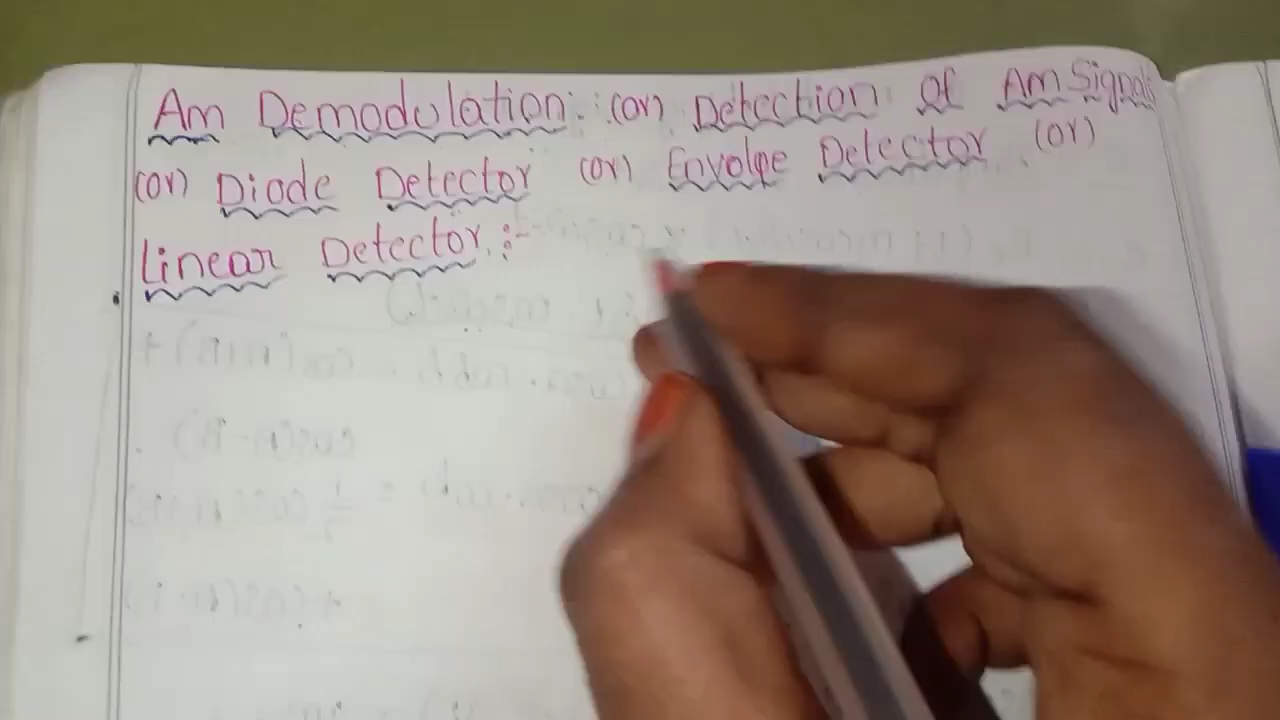 Am Demodulation: (or) Detection of Am Signals
(or) Diode Detector (or) Envolpe Detector (or)
Linear Detector :-